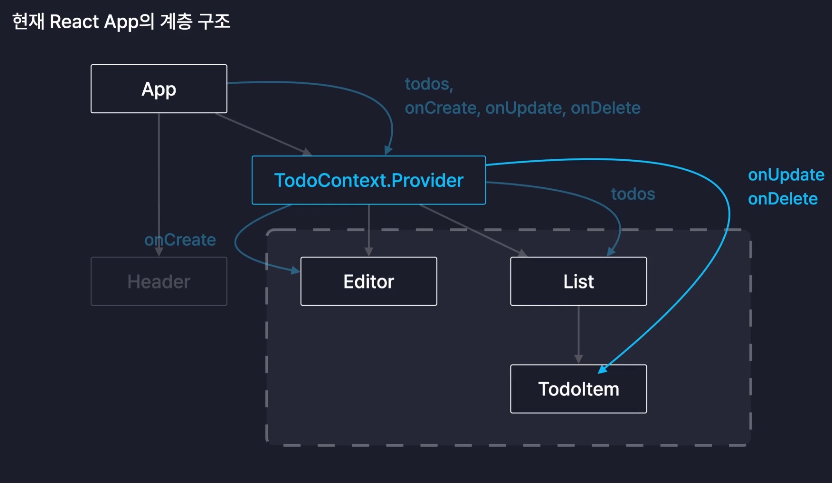 현재 React App의 계층 구조
App
todos,
onCreate, onUpdate, onDelete
TodoContext.Provider
onUpdate
onDelete
todos
onCreate
Header
Editor
List
TodoItem